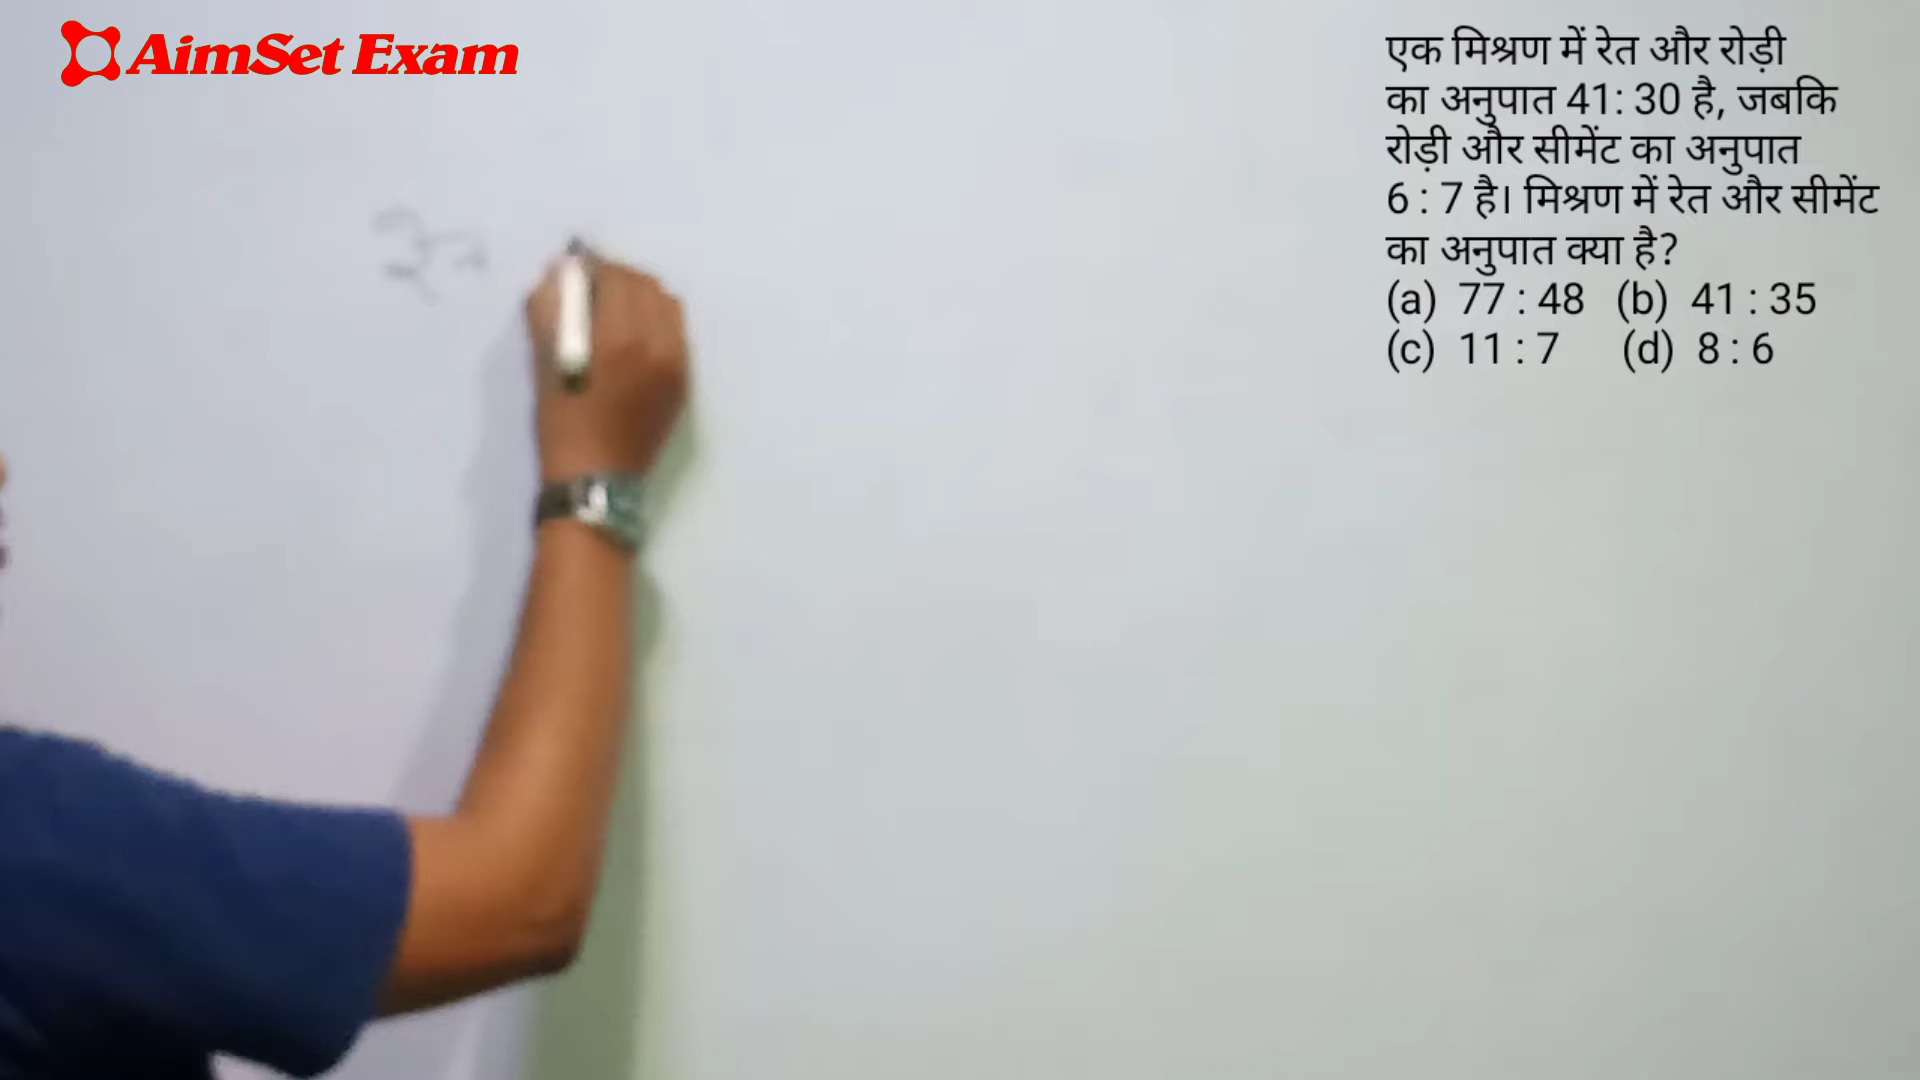 AimSet Exam
एक मिश्रण में रेत और रोड़ी
का अनुपात 41: 30 है, जबकि
रोड़ी और सीमेंट का अनुपात
6 : 7 है। मिश्रण में रेत और सीमेंट
का अनुपात क्या है?
(a) 77 : 48 (b) 41 : 35
(c) 11 : 7 (d) 8 : 6